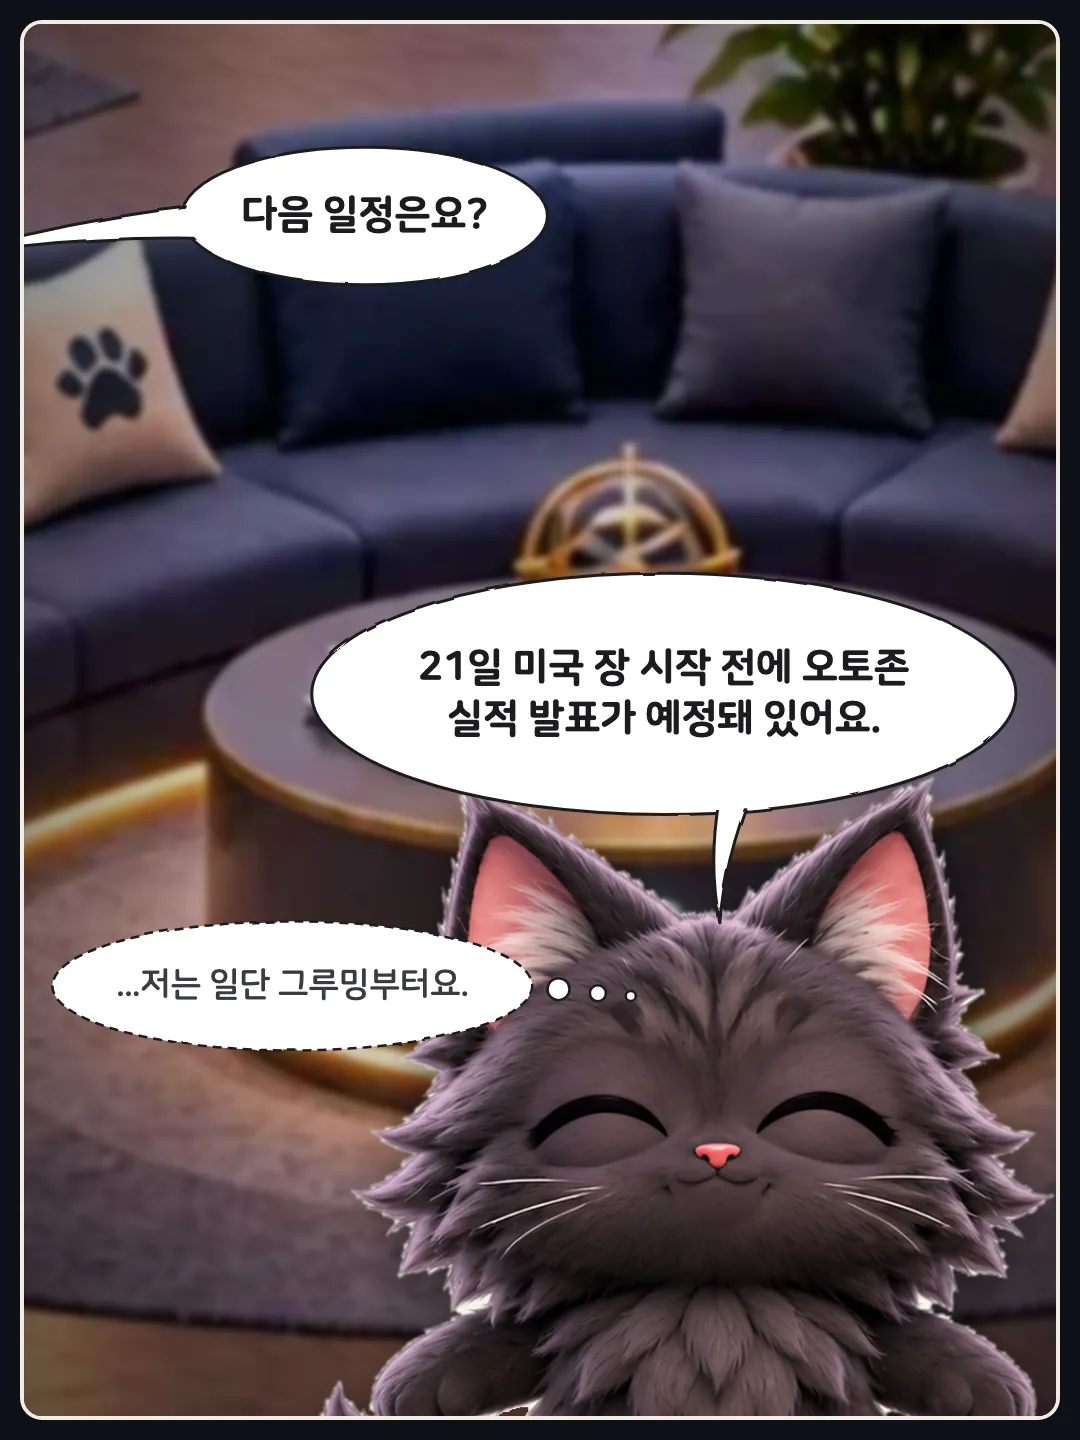 다음 일정은요?
21일 미국 장 시작 전에 오토존
실적 발표가 예정돼 있어요.
...저는 일단 그루밍부터요.